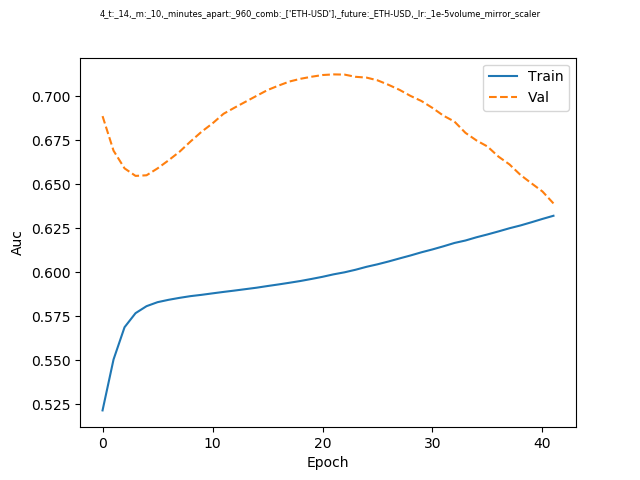 4_t:_14,_m:_10,_minutes_apart:_960_comb:_['ETH-USD'],_future:_ETH-USD,_lr:_1e-5volume_mirror_scaler
Train
Val
0.700
0.675
0.650
0.625
0.600
0.575
0.550
0.525
Auc
0 10 20 30 40
Epoch